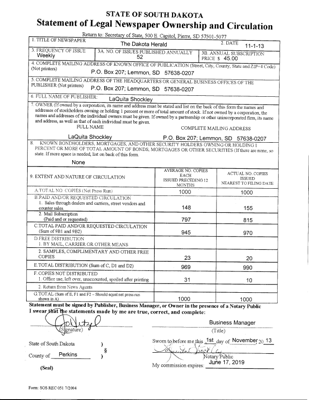 STATE OF SOUTH DAKOTA
Statement of Legal Newspaper Ownership and Circulation
Return to: Secretary of State, 500 E. Capitol, Pierre, SD 57501-5077
1 TITLE OF NEWSPAPER
The Dakota Herald
2 DATE
11-1-13
3 FREQUENCY OF ISSUE
Weekly
3A. NO. OF ISSUES PUBLISHED ANNUALLY
52
3B. ANNUAL SUBSCRIPTION
PRICE $ 45.00
4 COMPLETE MAILING ADDRESS OF KNOWN OFFICE OF PUBLICATION (Street, City, County, State and ZIP+4 Code)
(Not printers)
P.O. Box 207; Lemmon, SD 57638-0207
5 COMPLETE MAILING ADDRESS OF THE HEADQUARTERS OR GENERAL BUSINESS OFFICES OF THE
PUBLISHER (Not printer)
P.O. Box 207; Lemmon, SD 57638-0207
6 FULL NAME OF PUBLISHER
LaQuita Shockley
7 OWNER (If owned by a corporation, its name and address must be stated and list on the back of this form the names and
addresses of stockholders owning or holding 1 percent or more of total amount of stock. If not owned by a corporation, the
names and addresses of the individual owners must be given. If owned by a partnership or other unincorporated firm, its name
and address, as well as that of each individual must be given.
FULL NAME
COMPLETE MAILING ADDRESS
LaQuita Shockley
P.O. Box 207; Lemmon, SD 57638-0207
8. KNOWN BONDHOLDERS, MORTGAGES, AND OTHER SECURITY HOLDERS OWNING OR HOLDING 1
PERCENT OR MORE OF TOTAL AMOUNT OF BONDS, MORTGAGES OR OTHER SECURITIES (If there are none, so
state. If more space is needed, list on back of this form.
None
9. EXTENT AND NATURE OF CIRCULATION
AVERAGE NO. COPIES
EACH
ISSUED PRECEDING 12
MONTHS
ACTUAL NO. COPIES
ISSUED
NEAREST TO FILING DATE
A. TOTAL NO. COPIES (Net Press Run)
1000
1000
B. PAID AND/OR REQUESTED CIRCULATION
1. Sales through dealers and carriers, street vendors and
counter sales
148
155
2. Mail Subscription
(Paid and or requested)
797
815
C. TOTAL PAID AND/OR REQUESTED CIRCULATION
(Sum of 9B1 and 9B2)
945
970
D. FREE DISTRIBUTION
1. BY MAIL, CARRIER OR OTHER MEANS
2. SAMPLES, COMPLIMENTARY AND OTHER FREE
COPIES
23
20
E. TOTAL DISTRIBUTION (Sum of C, D1 and D2)
969
990
F. COPIES NOT DISTRIBUTED
1. Office use, left over, unaccounted, spoiled after printing
31
10
2. Return from News Agents
G. TOTAL (Sum of E, F1 and F2 - Should equal net press run
shown in A)
1000
1000
Statement must be signed by Publisher, Business Manager, or Owner in the presence of a Notary Public
I swear that the statements made by me are true, correct, and complete:
(Signature)
Business Manager
(Title)
State of South Dakota )
§
County of Perkins )
(Seal)
Sworn to before me this 1st day of November 20 13
Notary Public
My commission expires: June 17, 2019
Form: SOS REC 051 7/2004